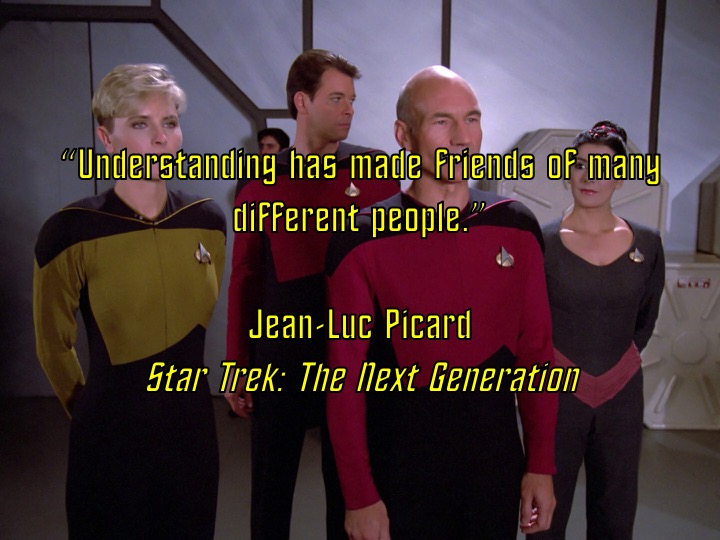 “Understanding has made friends of many
different people.”
Jean-Luc Picard
Star Trek: The Next Generation